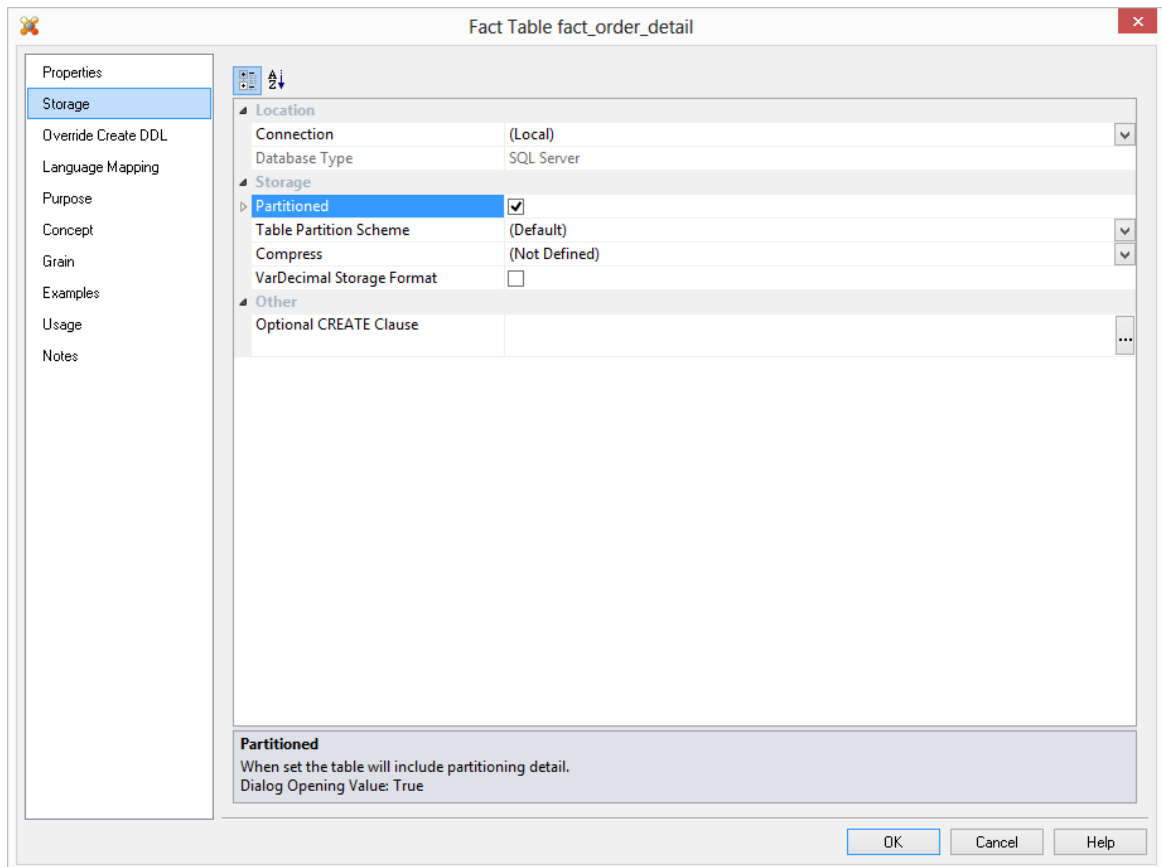 Fact Table fact_order_detail
Properties
Storage
Override Create DDL
Language Mapping
Purpose
Concept
Grain
Examples
Usage
Notes
Location
Connection (Local)
Database Type SQL Server
Storage
Partitioned
Table Partition Scheme (Default)
Compress (Not Defined)
VarDecimal Storage Format
Other
Optional CREATE Clause
...
Partitioned
When set the table will include partitioning detail.
Dialog Opening Value: True
OK Cancel Help